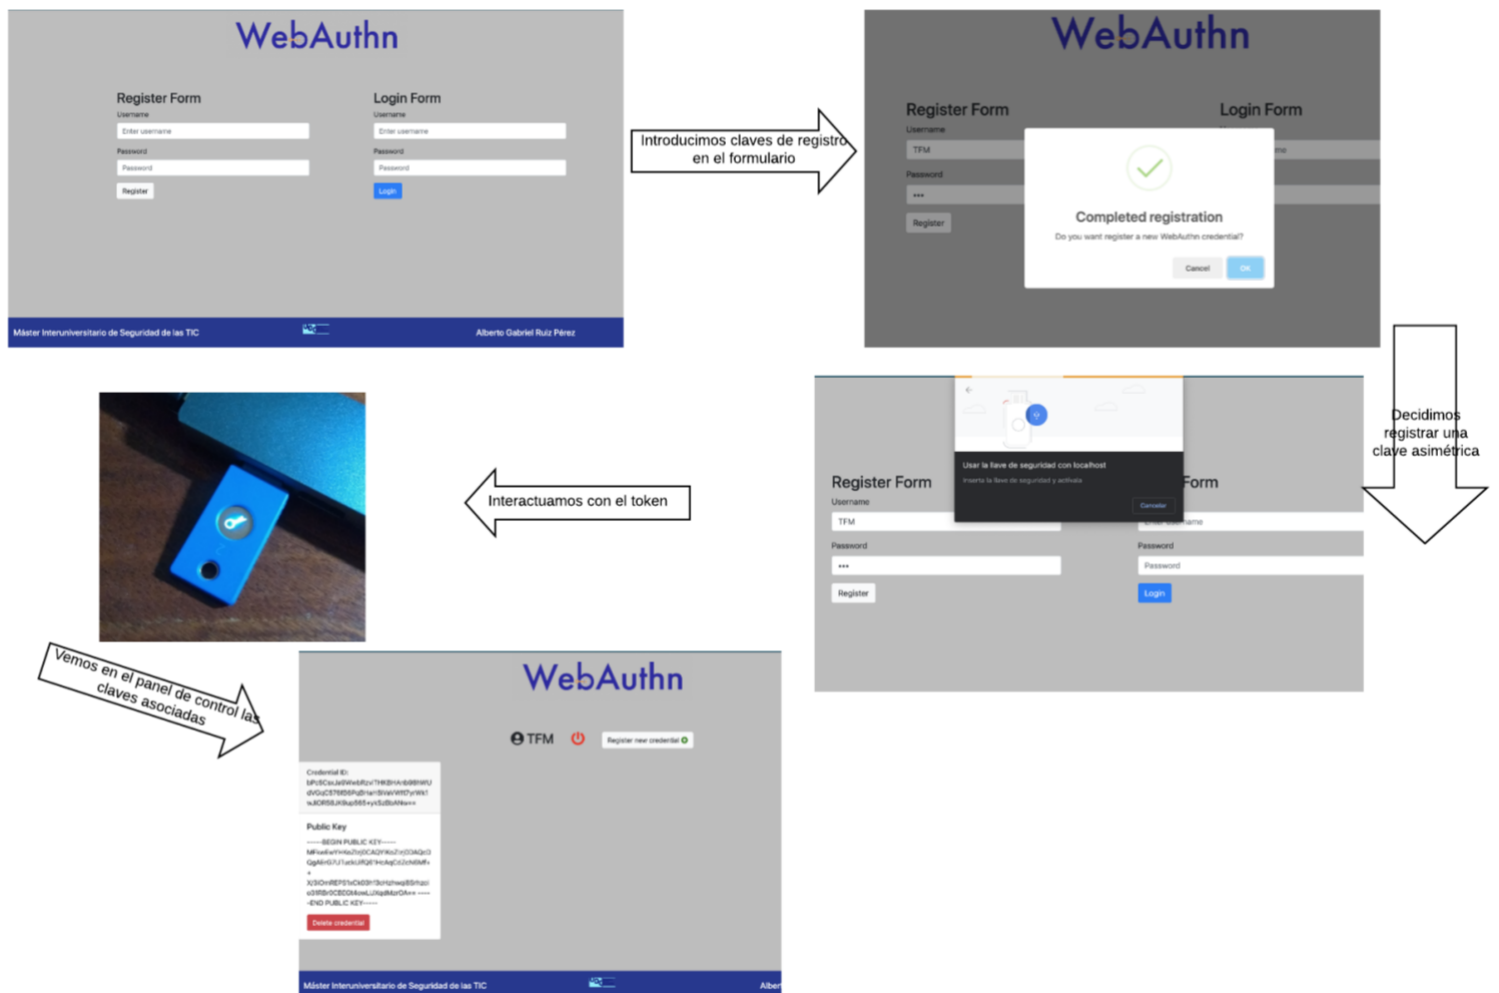 WebAuthn
Register Form
Username
Enter username
Password
Password
Register
Login Form
Username
Enter username
Password
Password
Login
Máster Interuniversitario de Seguridad de las TIC
Alberto Gabriel Ruiz Pérez
Introducimos claves de registro
en el formulario
WebAuthn
Register Form
Username
TFM
Password
•••
Register
Login Form
me
Completed registration
Do you want register a new WebAuthn credential?
Cancel
OK
Decidimos
registrar una
clave asimétrica
Usar la llave de seguridad con localhost
Inserta la llave de seguridad y actívala
Cancelar
Register Form
Username
TFM
Password
•••
Register
Form
Enter username
Password
Password
Login
Interactuamos con el token
Vemos en el panel de control las
claves asociadas
WebAuthn
TFM
Register new credential
Credential ID:
Public Key
-----BEGIN PUBLIC KEY-----
-END PUBLIC KEY-----
Delete credential
Máster Interuniversitario de Seguridad de las TIC
Alber